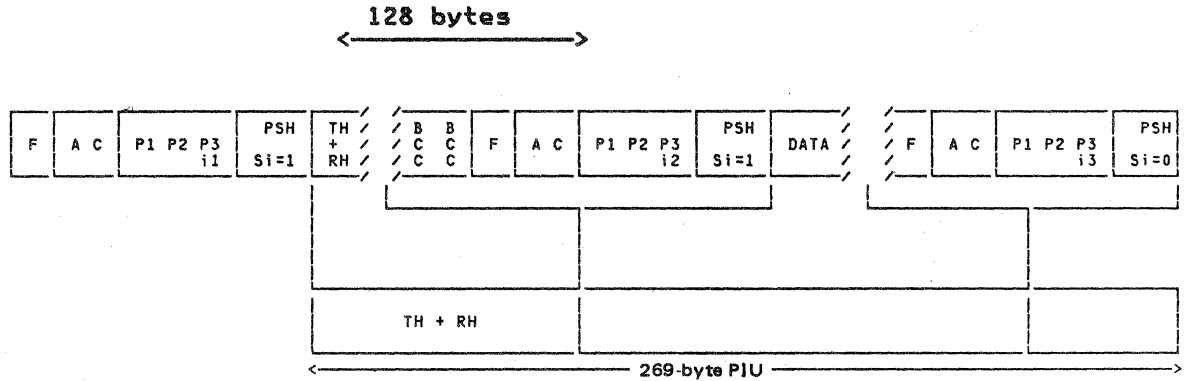 128 bytes
F A C P1 P2 P3 i1 PSH Si=1 TH + RH B C C B C C F A C P1 P2 P3 i2 PSH Si=1 DATA F A C P1 P2 P3 i3 PSH Si=0
TH + RH
269-byte PIU